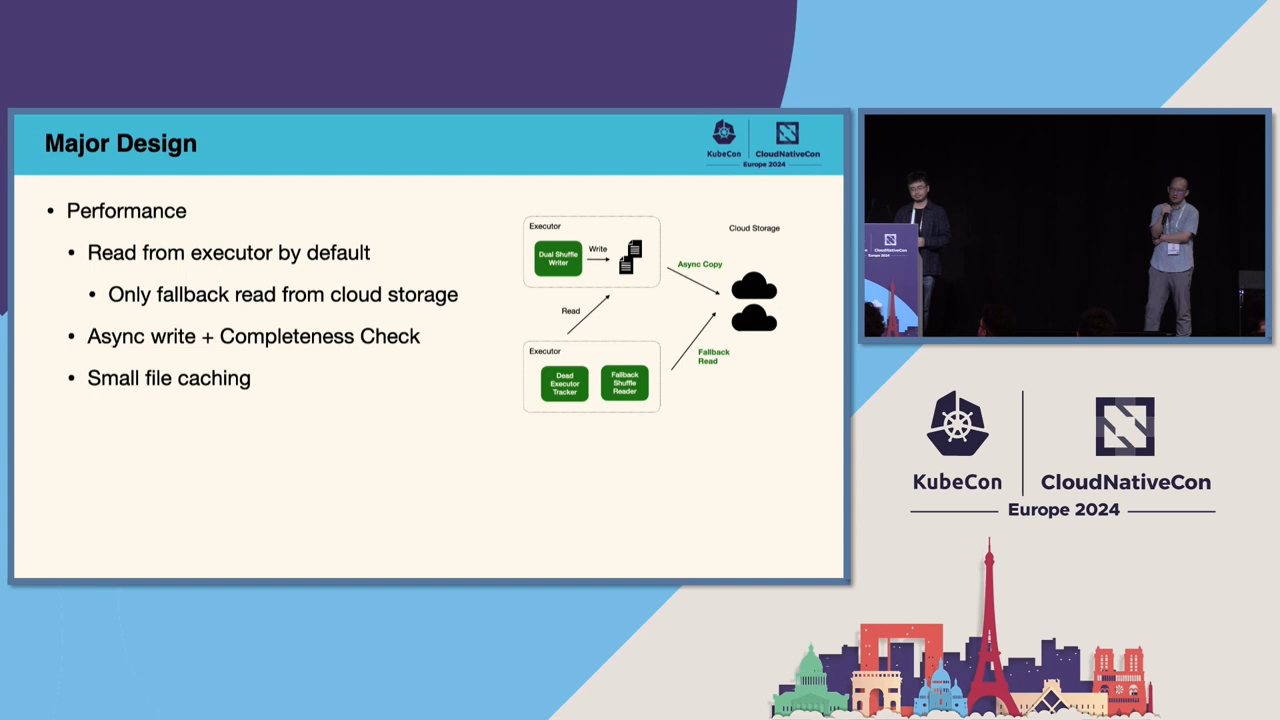 Major Design
KubeCon
CloudNativeCon
Europe 2024
• Performance
• Read from executor by default
• Only fallback read from cloud storage
• Async write + Completeness Check
• Small file caching
Executor
Dual Shuffle
Writer
Write
Cloud Storage
Async Copy
Read
Executor
Dead
Executor
Tracker
Fallback
Shuffle
Reader
Fallback
Read
KubeCon
CloudNativeCon
Europe 2024